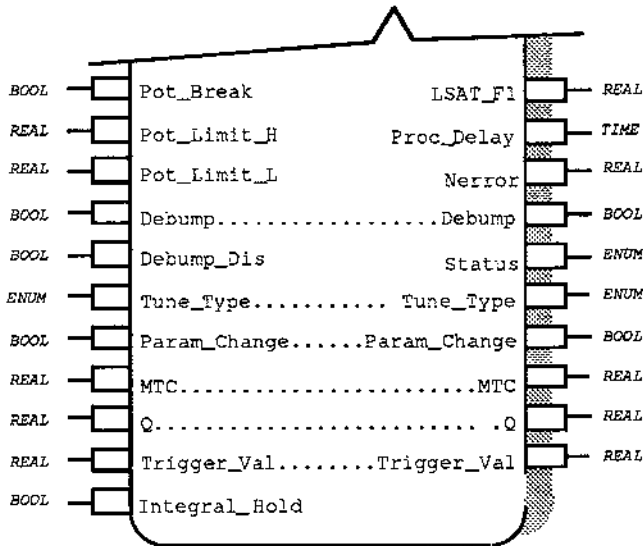 BOOL Pot_Break LSAT_Fl REAL
REAL Pot_Limit_H Proc_Delay TIME
REAL Pot_Limit_L Nerror REAL
BOOL Debump..................Debump BOOL
BOOL Debump_Dis Status ENUM
ENUM Tune_Type.......... Tune_Type ENUM
BOOL Param_Change......Param_Change BOOL
REAL MTC........................MTC REAL
REAL Q.......................... .Q REAL
REAL Trigger_Val........Trigger_Val REAL
BOOL Integral_Hold